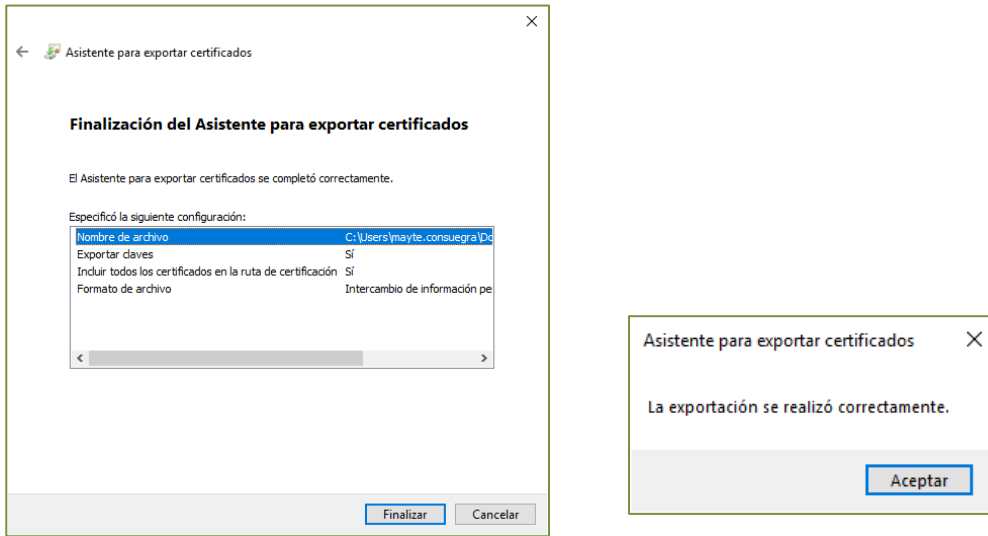 Asistente para exportar certificados
Finalización del Asistente para exportar certificados
El Asistente para exportar certificados se completó correctamente.
Especificó la siguiente configuración:
Nombre de archivo C:\Users\mayte.consuegra\Dc
Exportar claves Sí
Incluir todos los certificados en la ruta de certificación Sí
Formato de archivo Intercambio de información pe
Finalizar Cancelar
Asistente para exportar certificados
La exportación se realizó correctamente.
Aceptar